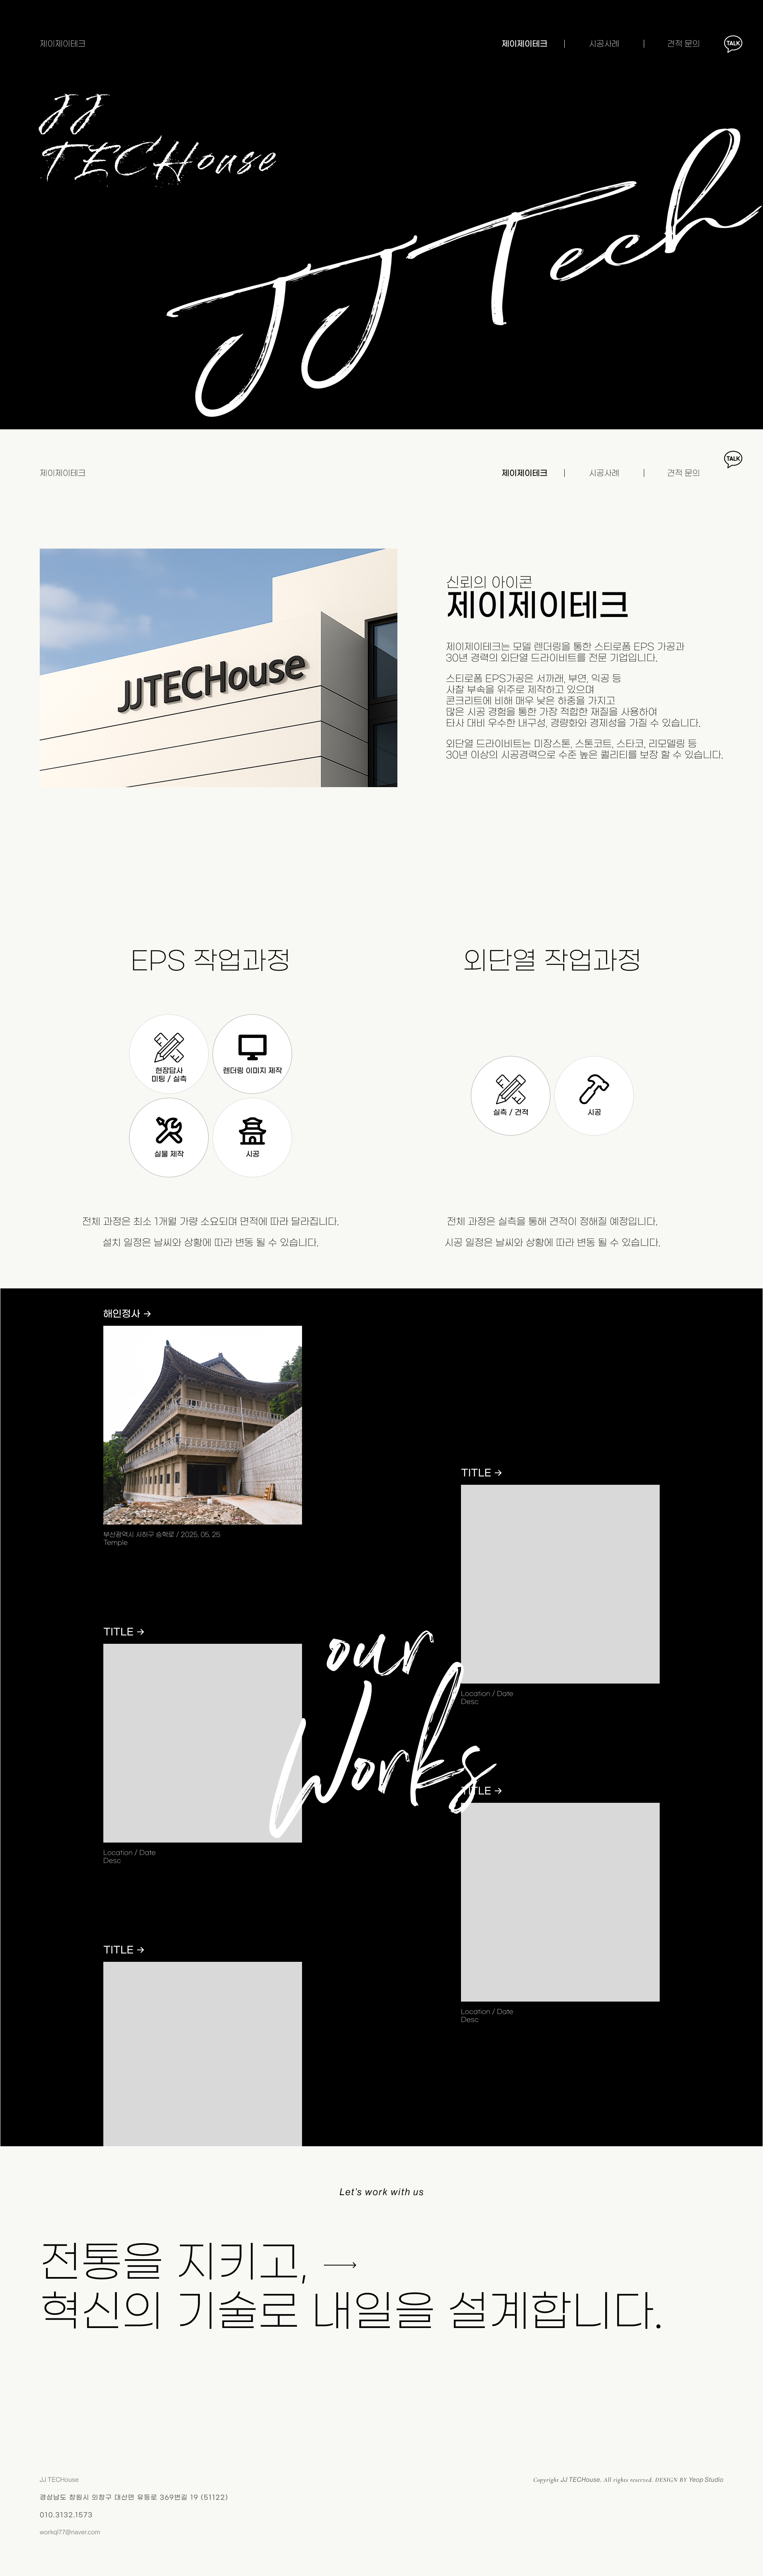 제이제이테크
제이제이테크 | 시공사례 | 견적 문의
TALK
JJ
TECHouse
JJ Tech
제이제이테크
제이제이테크 | 시공사례 | 견적 문의
TALK
JJTECHouse
신뢰의 아이콘
제이제이테크
제이제이테크는 모델 렌더링을 통한 스티로폼 EPS 가공과
30년 경력의 외단열 드라이비트를 전문 기업입니다.
스티로폼 EPS가공은 서까래, 부연, 익공 등
사찰 부속을 위주로 제작하고 있으며
콘크리트에 비해 매우 낮은 하중을 가지고
많은 시공 경험을 통한 가장 적합한 재질을 사용하여
타사 대비 우수한 내구성, 경량화와 경제성을 가질 수 있습니다.
외단열 드라이비트는 미장스톤, 스톤코트, 스타코, 리모델링 등
30년 이상의 시공경력으로 수준 높은 퀄리티를 보장 할 수 있습니다.
EPS 작업과정
현장답사
미팅 / 실측
렌더링 이미지 제작
실물 제작
시공
전체 과정은 최소 1개월 가량 소요되며 면적에 따라 달라집니다.
설치 일정은 날씨와 상황에 따라 변동 될 수 있습니다.
외단열 작업과정
실측 / 견적
시공
전체 과정은 실측을 통해 견적이 정해질 예정입니다.
시공 일정은 날씨와 상황에 따라 변동 될 수 있습니다.
해인정사 →
부산광역시 사하구 승학로 / 2025. 05. 25
Temple
TITLE →
Location / Date
Desc
TITLE →
Location / Date
Desc
our
Works
TITLE →
Location / Date
Desc
TITLE →
Let's work with us
전통을 지키고, →
혁신의 기술로 내일을 설계합니다.
JJ TECHouse
경상남도 창원시 의창구 대산면 유등로 369번길 19 (51122)
010.3132.1573
workql77@naver.com
Copyright JJ TECHouse. All rights reserved. DESIGN BY Yeop Studio